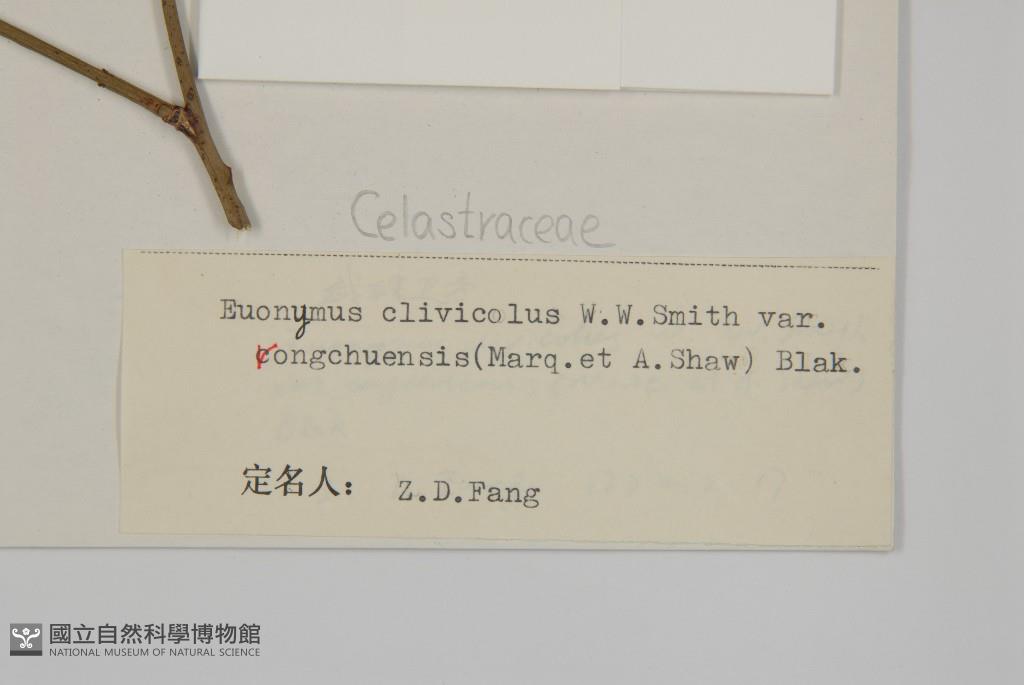 Celastraceae
Euonymus clivicolus W.W.Smith var.
rongchuensis(Marq.et A.Shaw) Blak.
定名人： Z.D.Fang
國立自然科學博物館
NATIONAL MUSEUM OF NATURAL SCIENCE